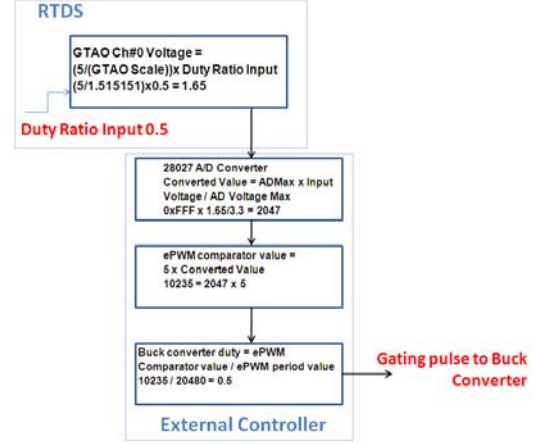 RTDS
GTAO Ch#0 Voltage =
(5/(GTAO Scale))x Duty Ratio Input
(5/1.515151)x0.5 = 1.65
Duty Ratio Input 0.5
28027 A/D Converter
Converted Value = ADMax x Input
Voltage / AD Voltage Max
0xFFF x 1.65/3.3 = 2047
ePWM comparator value =
5 x Converted Value
10235 = 2047 x 5
Buck converter duty = ePWM
Comparator value / ePWM period value
10235 / 20480 = 0.5
Gating pulse to Buck
Converter
External Controller